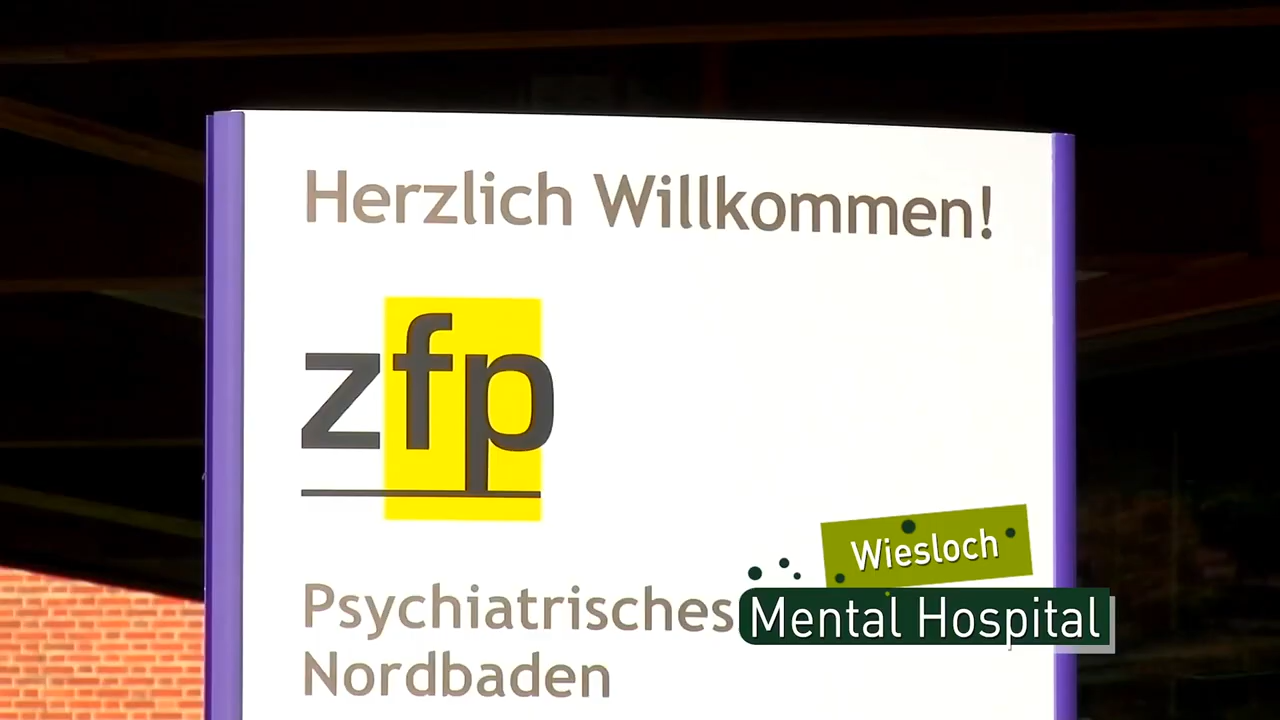 Herzlich Willkommen!
zfp
Wiesloch
Psychiatrisches
Mental Hospital
Nordbaden